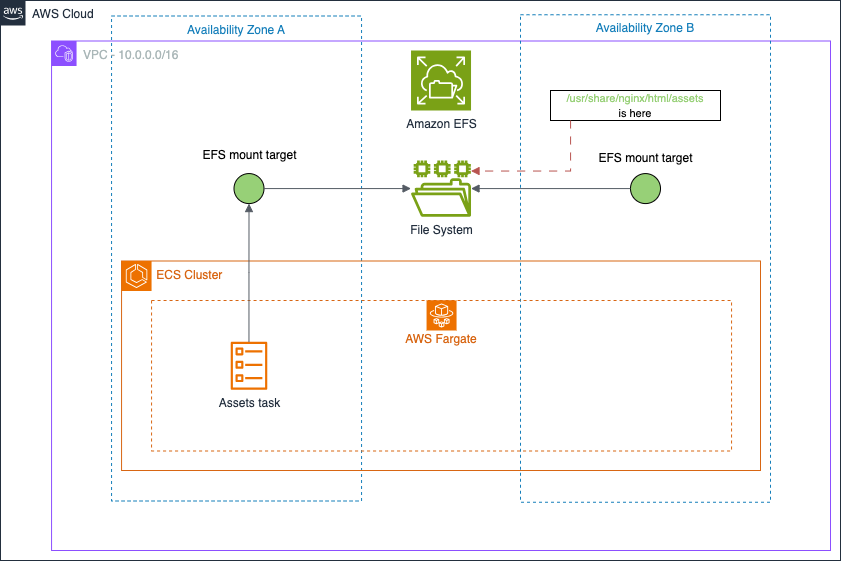 aws
AWS Cloud
Availability Zone A
Availability Zone B
VPC - 10.0.0.0/16
Amazon EFS
/usr/share/nginx/html/assets
is here
EFS mount target
EFS mount target
File System
ECS Cluster
AWS Fargate
Assets task